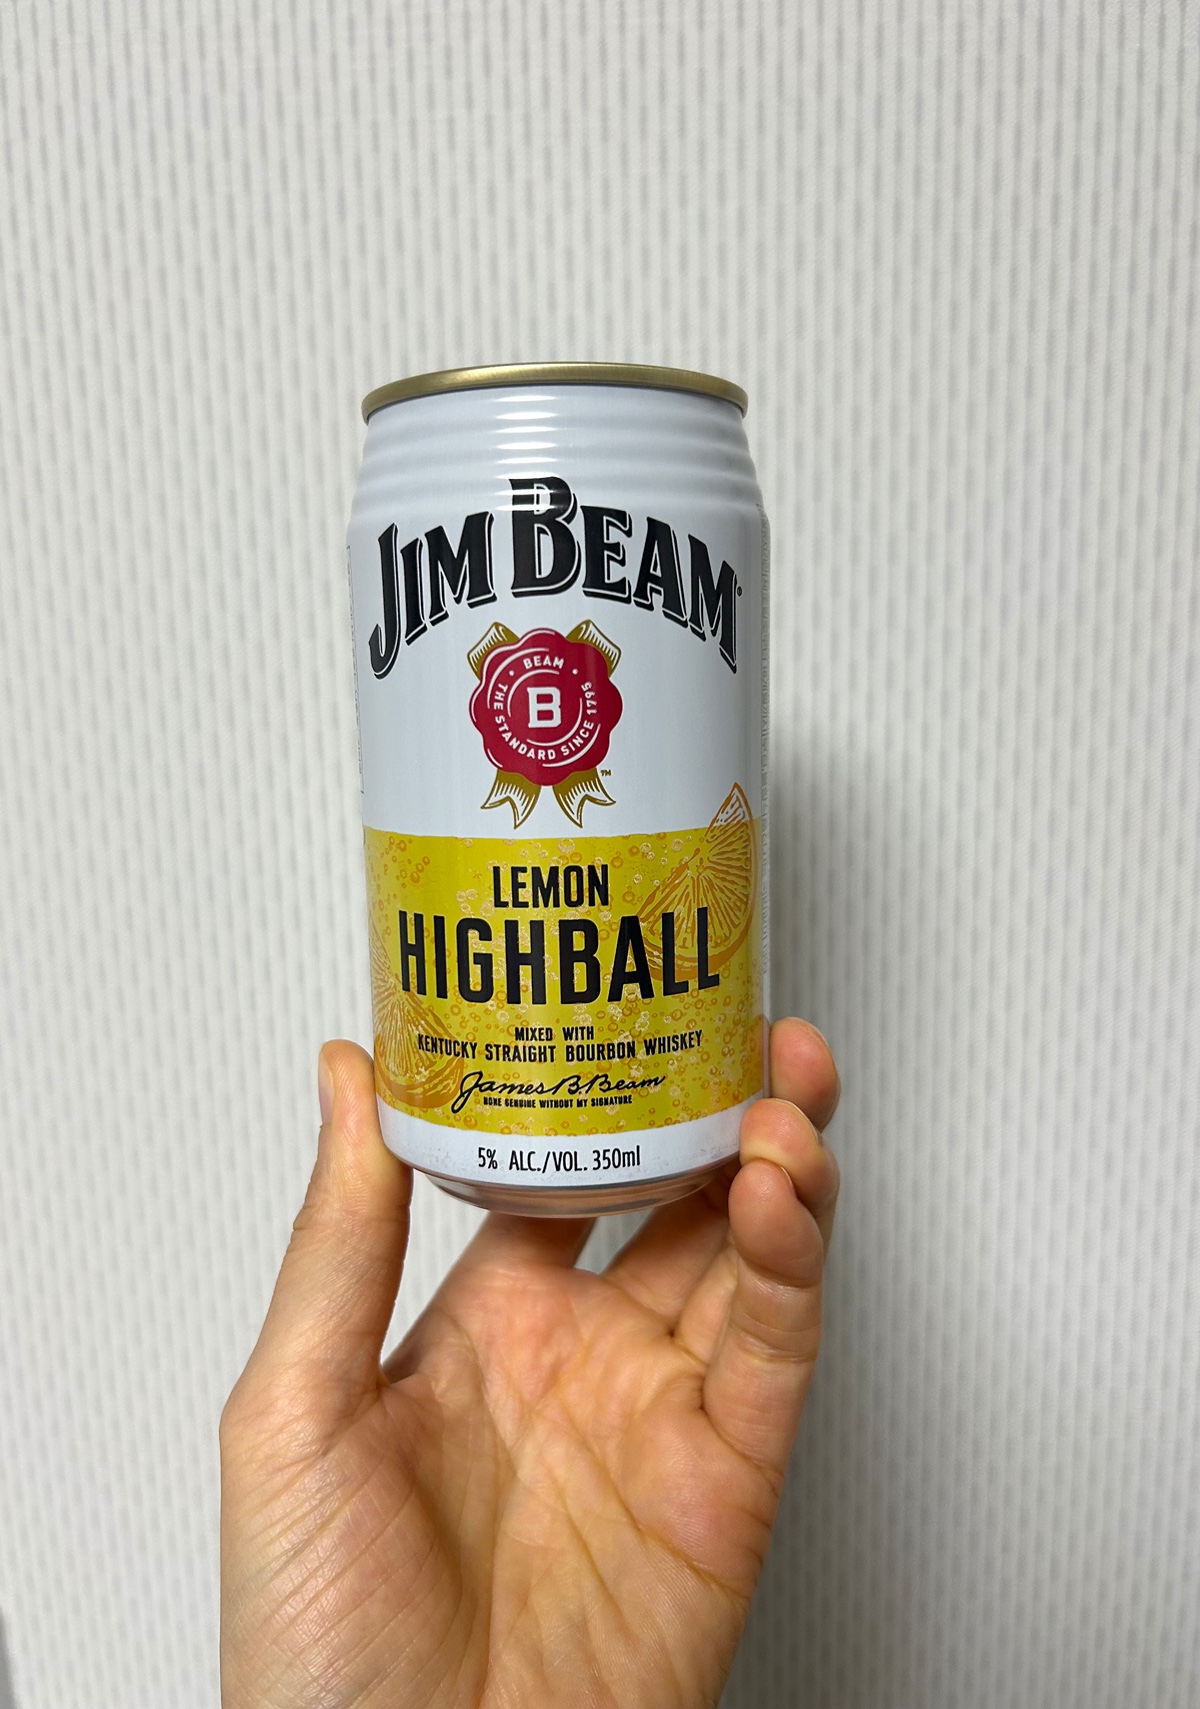 JIM BEAM®
BEAM
B
THE STANDARD SINCE 1795
™
LEMON
HIGHBALL
MIXED WITH
KENTUCKY STRAIGHT BOURBON WHISKEY
James B. Beam
NONE GENUINE WITHOUT MY SIGNATURE
5% ALC./VOL. 350ml